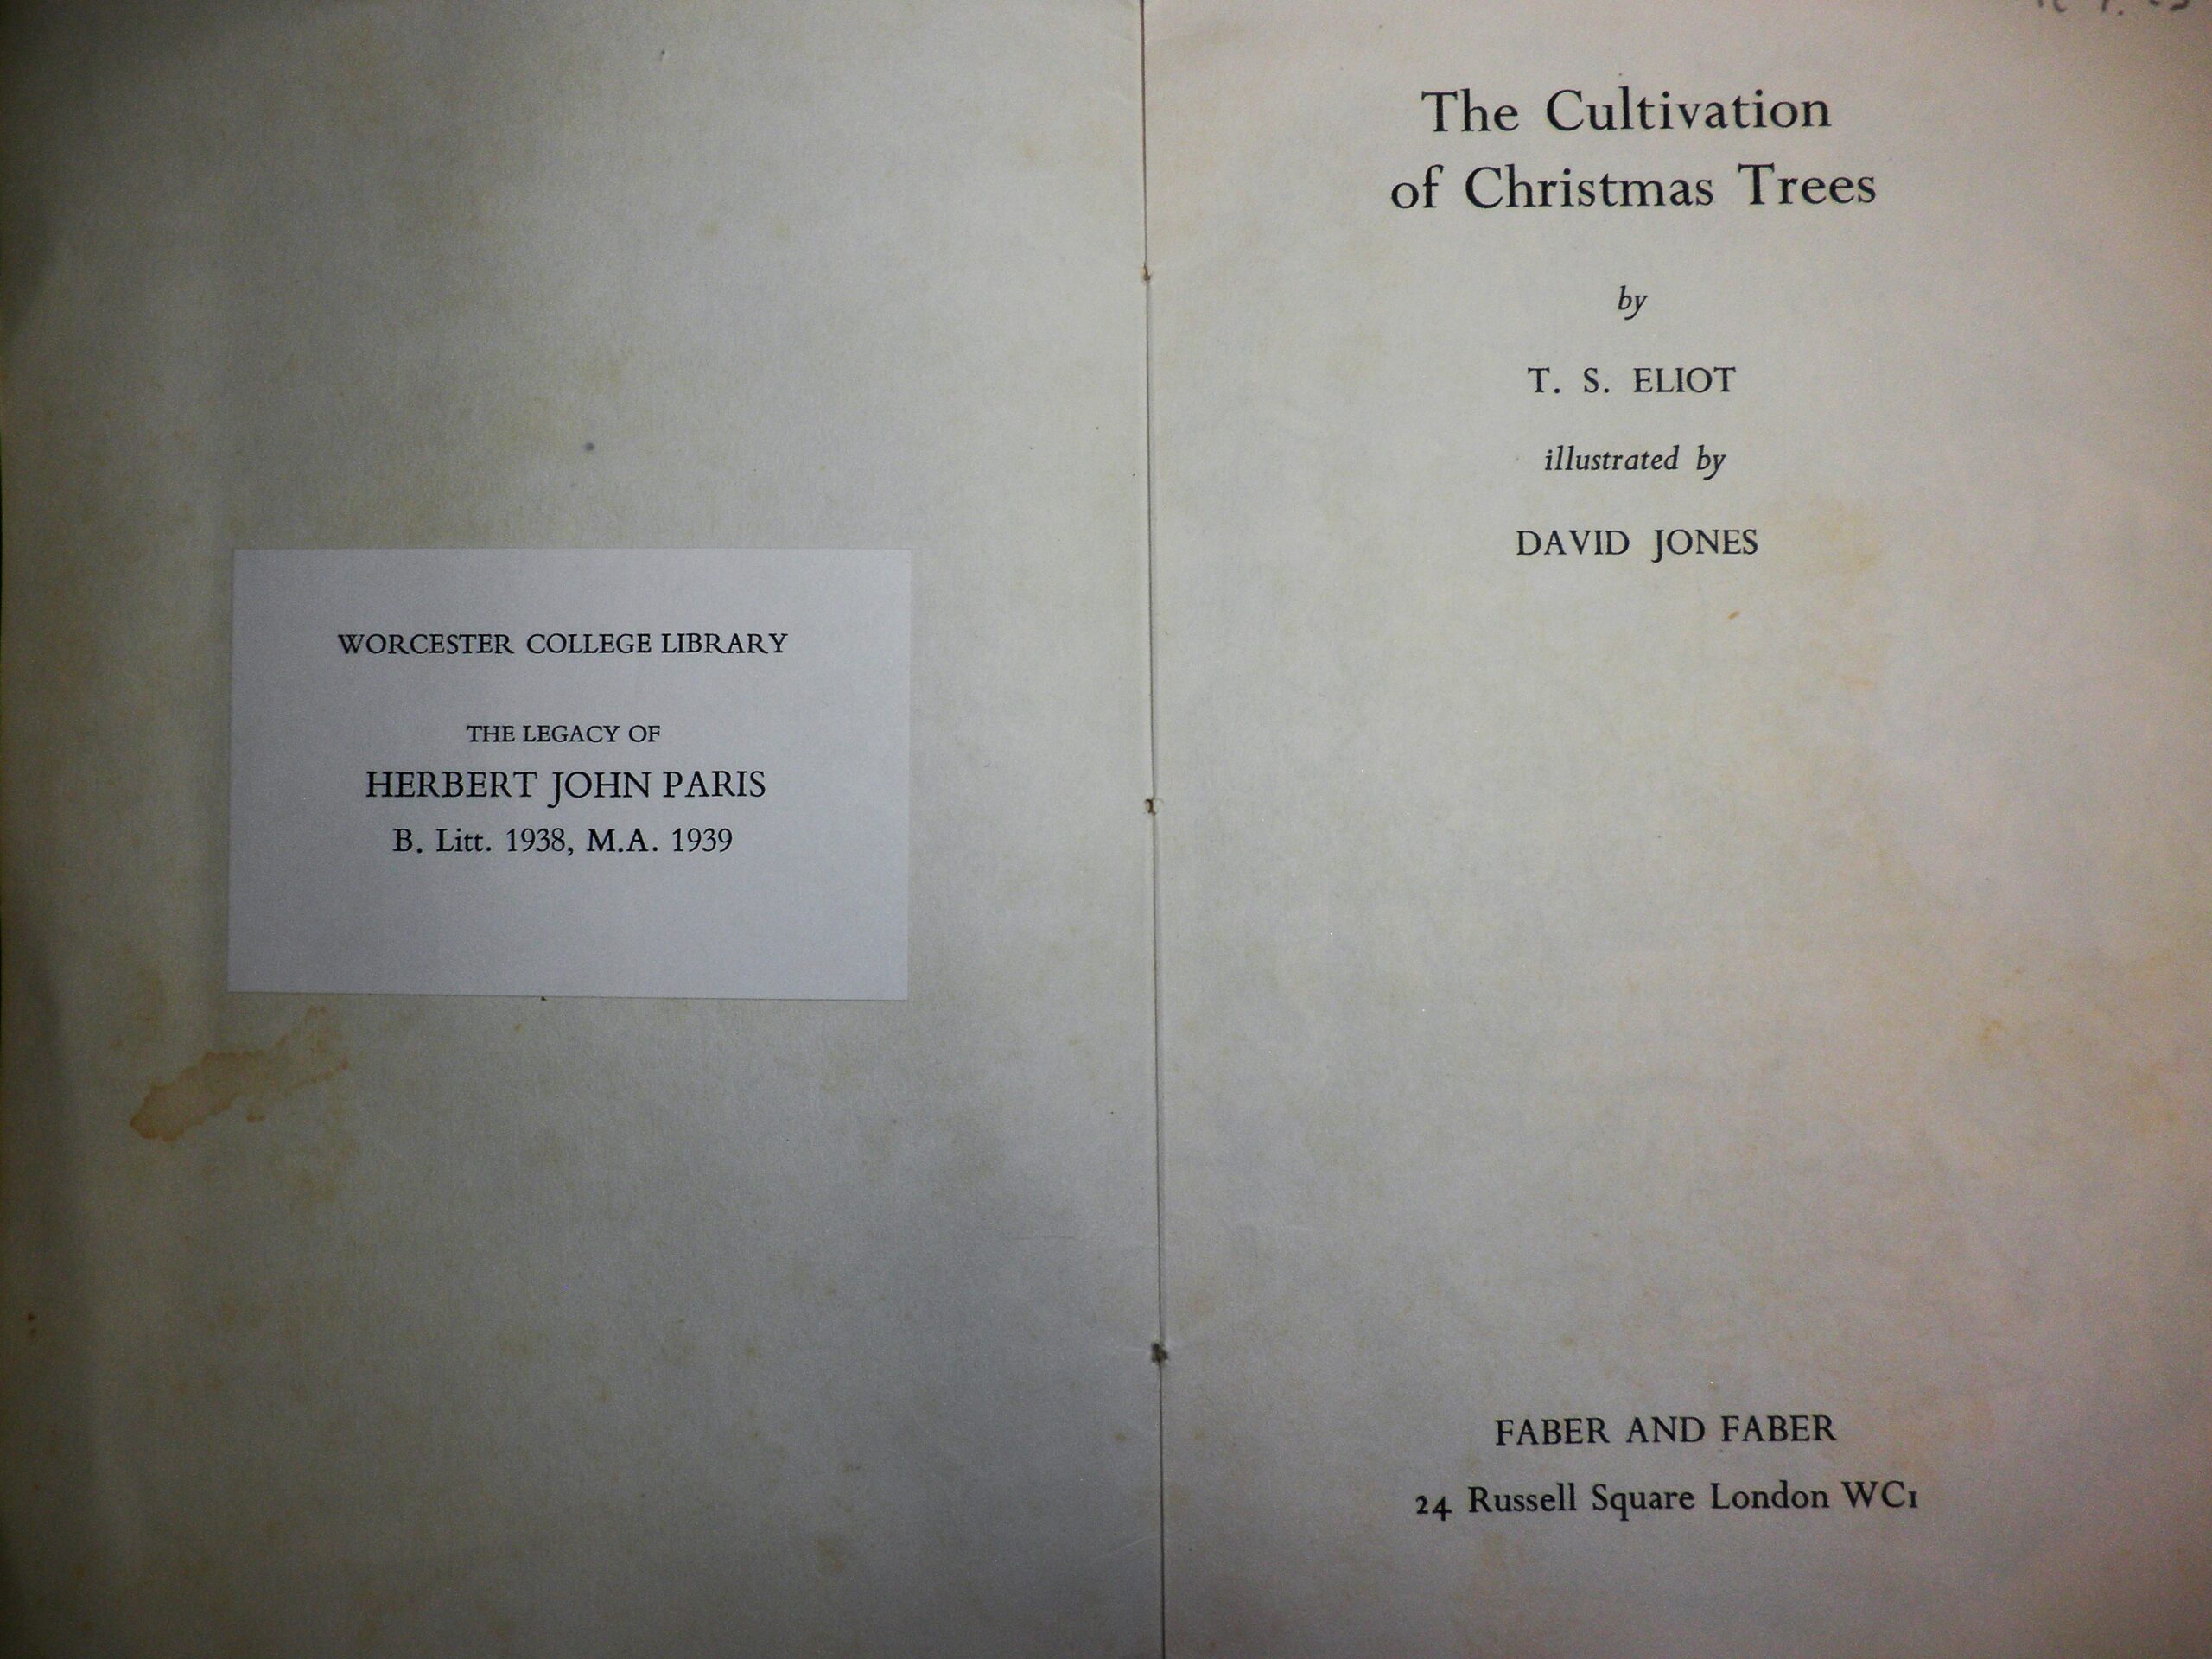 WORCESTER COLLEGE LIBRARY
THE LEGACY OF
HERBERT JOHN PARIS
B. Litt. 1938, M.A. 1939
The Cultivation
of Christmas Trees
by
T. S. ELIOT
illustrated by
DAVID JONES
FABER AND FABER
24 Russell Square London WC1